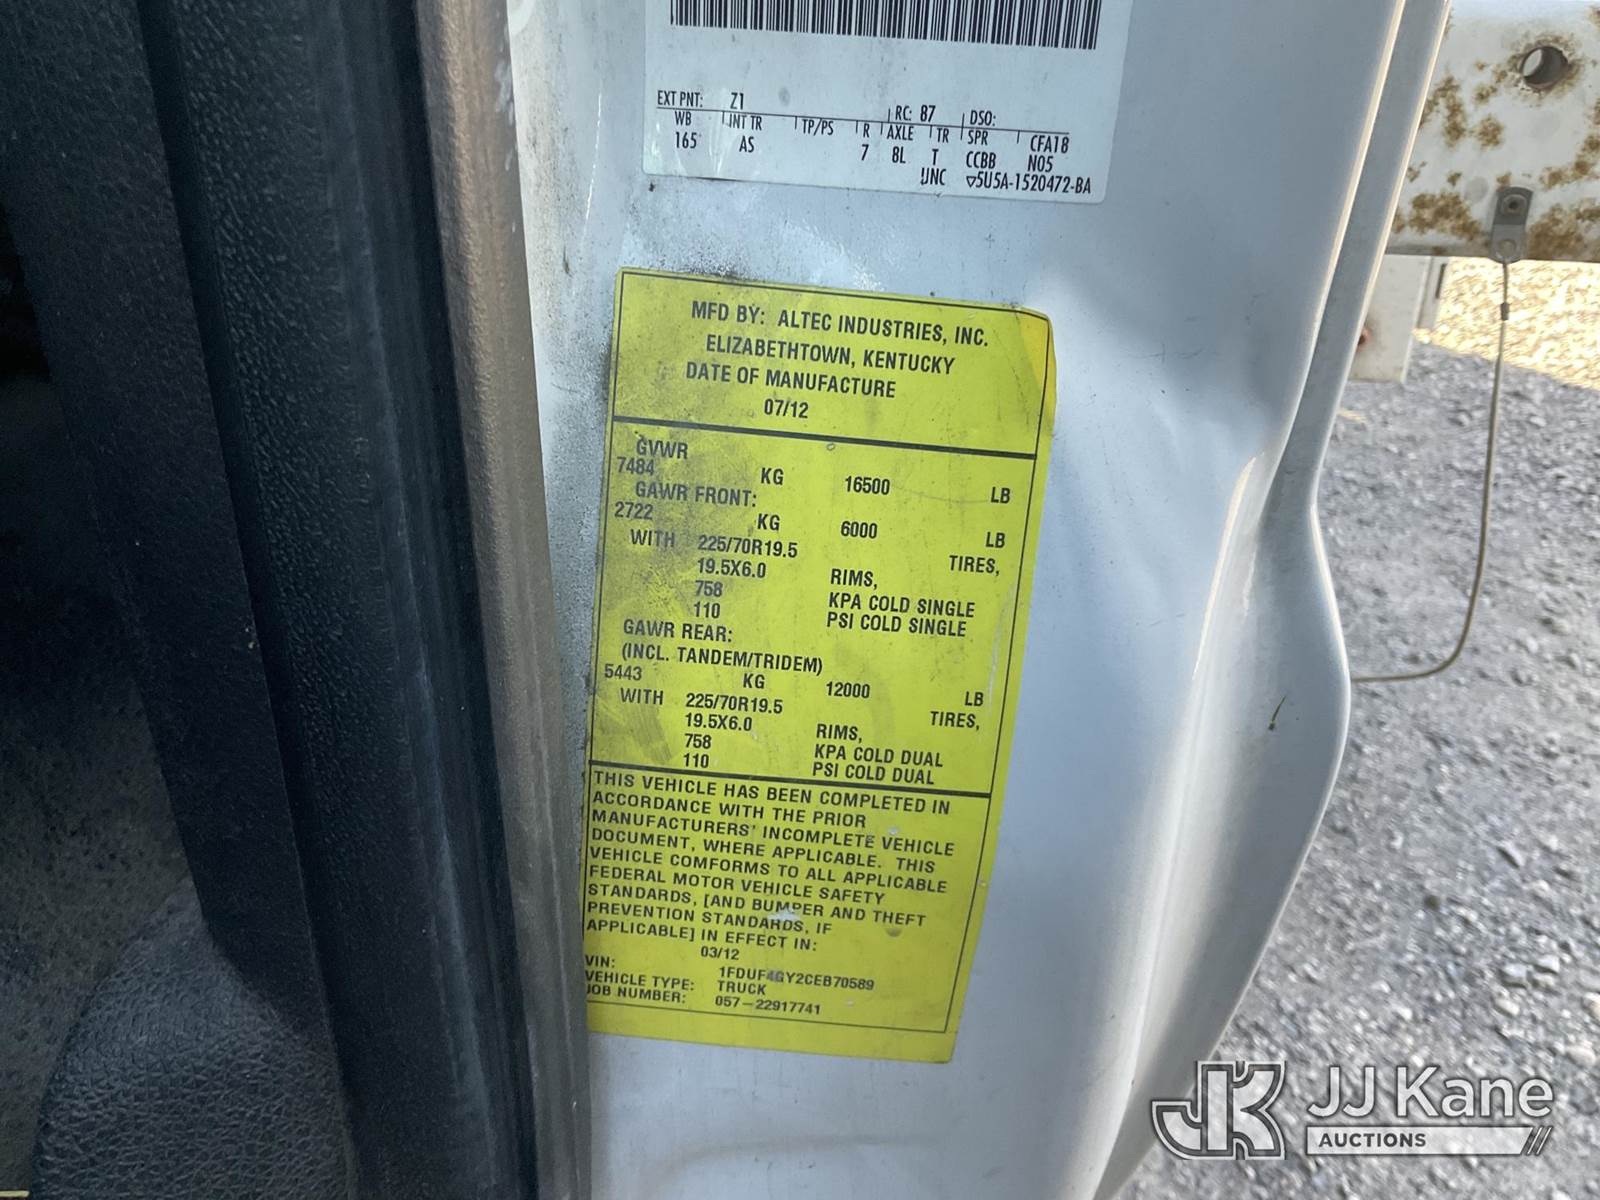 EXT PNT: Z1 RC: 87 DSO:
WB INT TR TP/PS R AXLE TR SPR CFA18
165 AS 7 8L T CCBB N05
UNC ▽5U5A-1520472-BA
MFD BY: ALTEC INDUSTRIES, INC.
ELIZABETHTOWN, KENTUCKY
DATE OF MANUFACTURE
07/12
GVWR
7484 KG 16500 LB
GAWR FRONT:
2722 KG 6000 LB
WITH 225/70R19.5 TIRES,
19.5X6.0 RIMS,
758 KPA COLD SINGLE
110 PSI COLD SINGLE
GAWR REAR:
(INCL. TANDEM/TRIDEM)
5443 KG 12000 LB
WITH 225/70R19.5 TIRES,
19.5X6.0 RIMS,
758 KPA COLD DUAL
110 PSI COLD DUAL
THIS VEHICLE HAS BEEN COMPLETED IN
ACCORDANCE WITH THE PRIOR
MANUFACTURERS' INCOMPLETE VEHICLE
DOCUMENT, WHERE APPLICABLE. THIS
VEHICLE COMFORMS TO ALL APPLICABLE
FEDERAL MOTOR VEHICLE SAFETY
STANDARDS, [AND BUMPER AND THEFT
PREVENTION STANDARDS, IF
APPLICABLE] IN EFFECT IN:
03/12
VIN: 1FDUF4GY2CEB70589
VEHICLE TYPE: TRUCK
JOB NUMBER: 057-22917741
JK JJ Kane
AUCTIONS